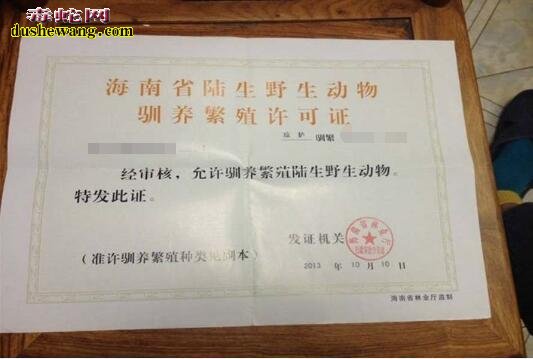 毒蛇网
dushewang.com
海南省陆生野生动物
驯养繁殖许可证
琼护 驯繁
经审核，允许驯养繁殖陆生野生动物。
特发此证。
发证机关
2013 年 10 月 10 日
(准许驯养繁殖种类见副本)
海南省林业厅监制